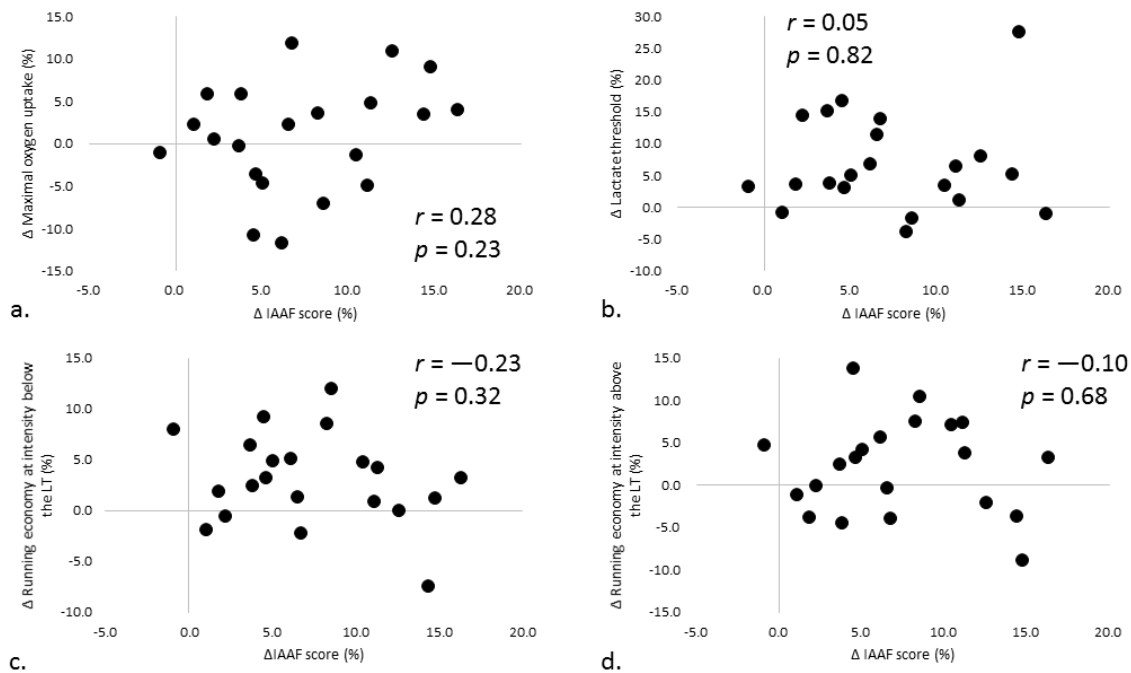 Δ Maximal oxygen uptake (%)
15.0
10.0
5.0
0.0
-5.0
-10.0
-15.0
-5.0 0.0 5.0 10.0 15.0 20.0
Δ IAAF score (%)
r = 0.28
p = 0.23
a.
Δ Lactate threshold (%)
30.0
25.0
20.0
15.0
10.0
5.0
0.0
-5.0
-10.0
-5.0 0.0 5.0 10.0 15.0 20.0
Δ IAAF score (%)
r = 0.05
p = 0.82
b.
Δ Running economy at intensity below
the LT (%)
15.0
10.0
5.0
0.0
-5.0
-10.0
-5.0 0.0 5.0 10.0 15.0 20.0
ΔIAAF score (%)
r = —0.23
p = 0.32
c.
Δ Running economy at intensity above
the LT (%)
15.0
10.0
5.0
0.0
-5.0
-10.0
-15.0
-5.0 0.0 5.0 10.0 15.0 20.0
Δ IAAF score (%)
r = —0.10
p = 0.68
d.